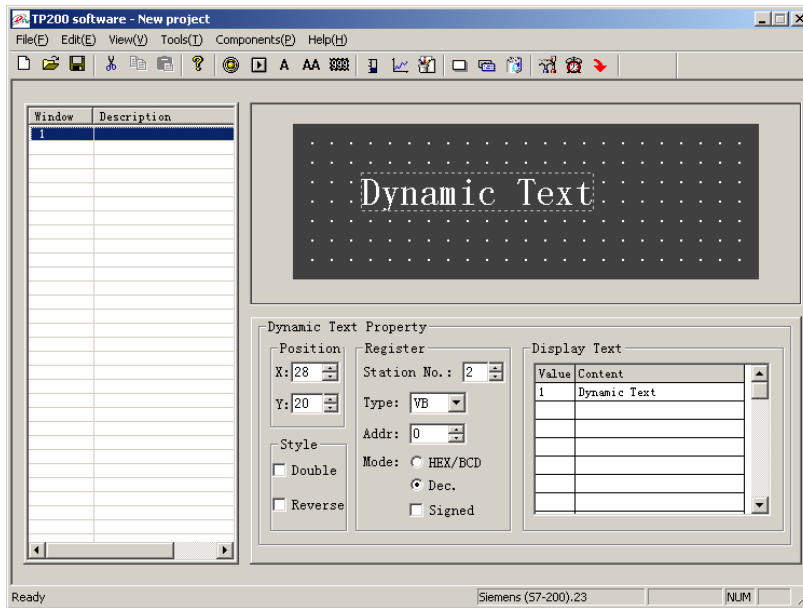 TP200 software - New project
File(F) Edit(E) View(V) Tools(T) Components(P) Help(H)
A AA
Window Description
1
Dynamic Text
Dynamic Text Property
Position Register Display Text
X: 28 Station No.: 2 Value Content
1 Dynamic Text
Y: 20 Type: VB
Addr: 0
Style
Double Mode: HEX/BCD
Dec.
Reverse Signed
Ready Siemens (S7-200).23 NUM